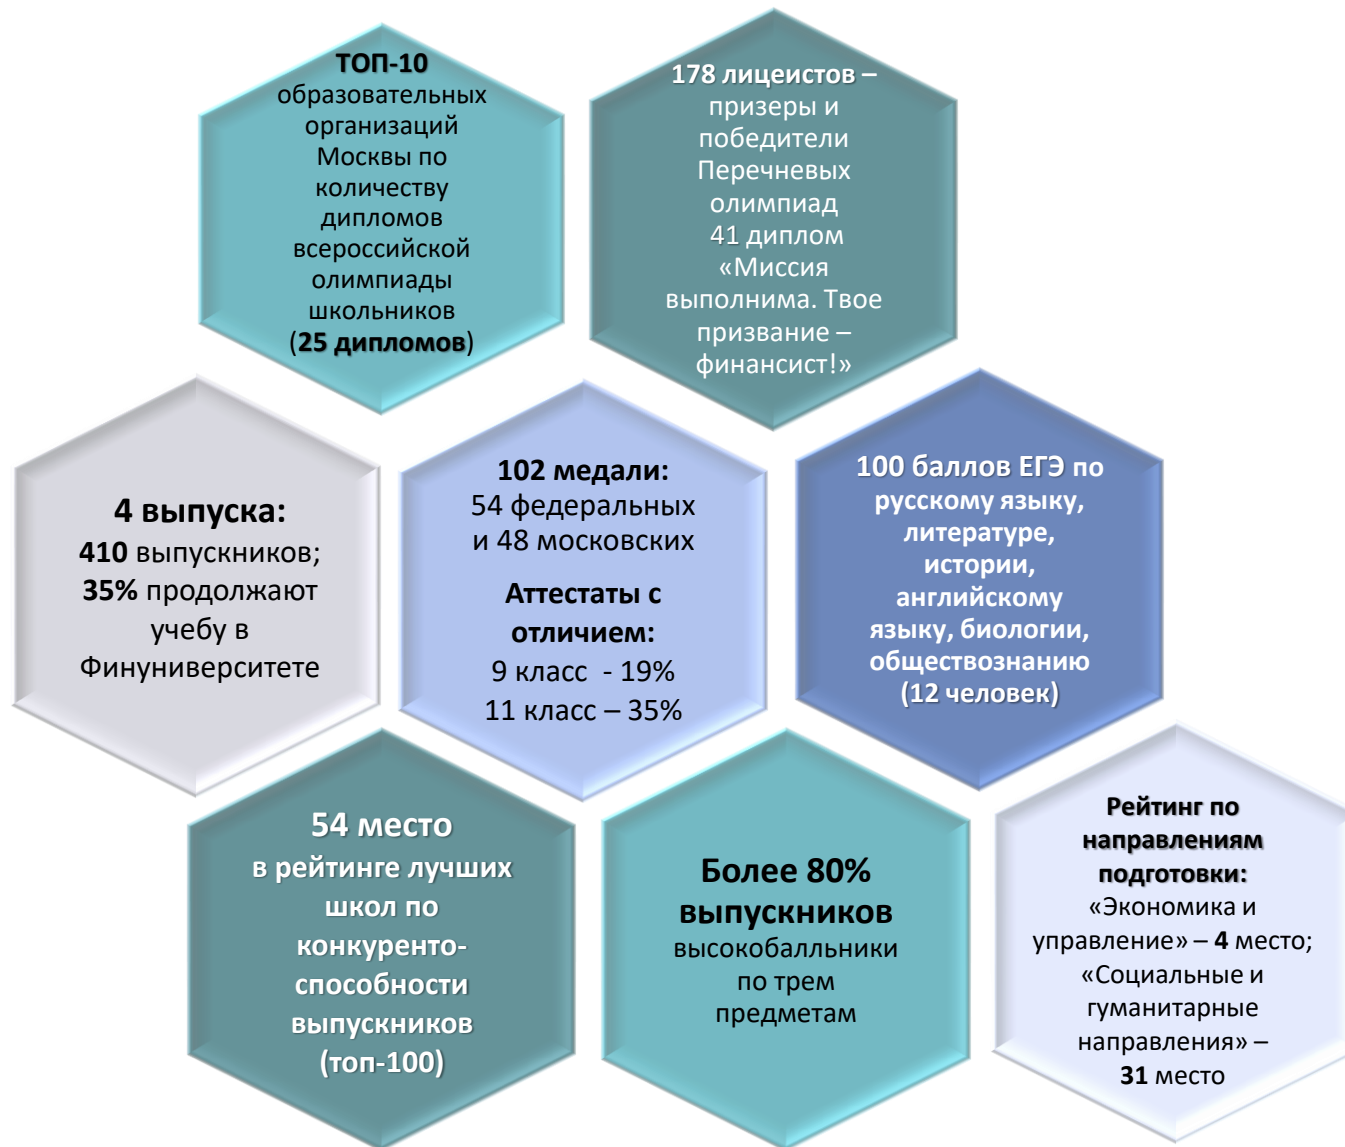 ТОП-10
образовательных
организаций
Москвы по
количеству
дипломов
всероссийской
олимпиады
школьников
(25 дипломов)
178 лицеистов –
призеры и
победители
Перечневых
олимпиад
41 диплом
«Миссия
выполнима. Твое
призвание –
финансист!»
4 выпуска:
410 выпускников;
35% продолжают
учебу в
Финуниверситете
102 медали:
54 федеральных
и 48 московских
Аттестаты с
отличием:
9 класс - 19%
11 класс – 35%
100 баллов ЕГЭ по
русскому языку,
литературе,
истории,
английскому
языку, биологии,
обществознанию
(12 человек)
54 место
в рейтинге лучших
школ по
конкуренто-
способности
выпускников
(топ-100)
Более 80%
выпускников
высокобалльники
по трем
предметам
Рейтинг по
направлениям
подготовки:
«Экономика и
управление» – 4 место;
«Социальные и
гуманитарные
направления» –
31 место